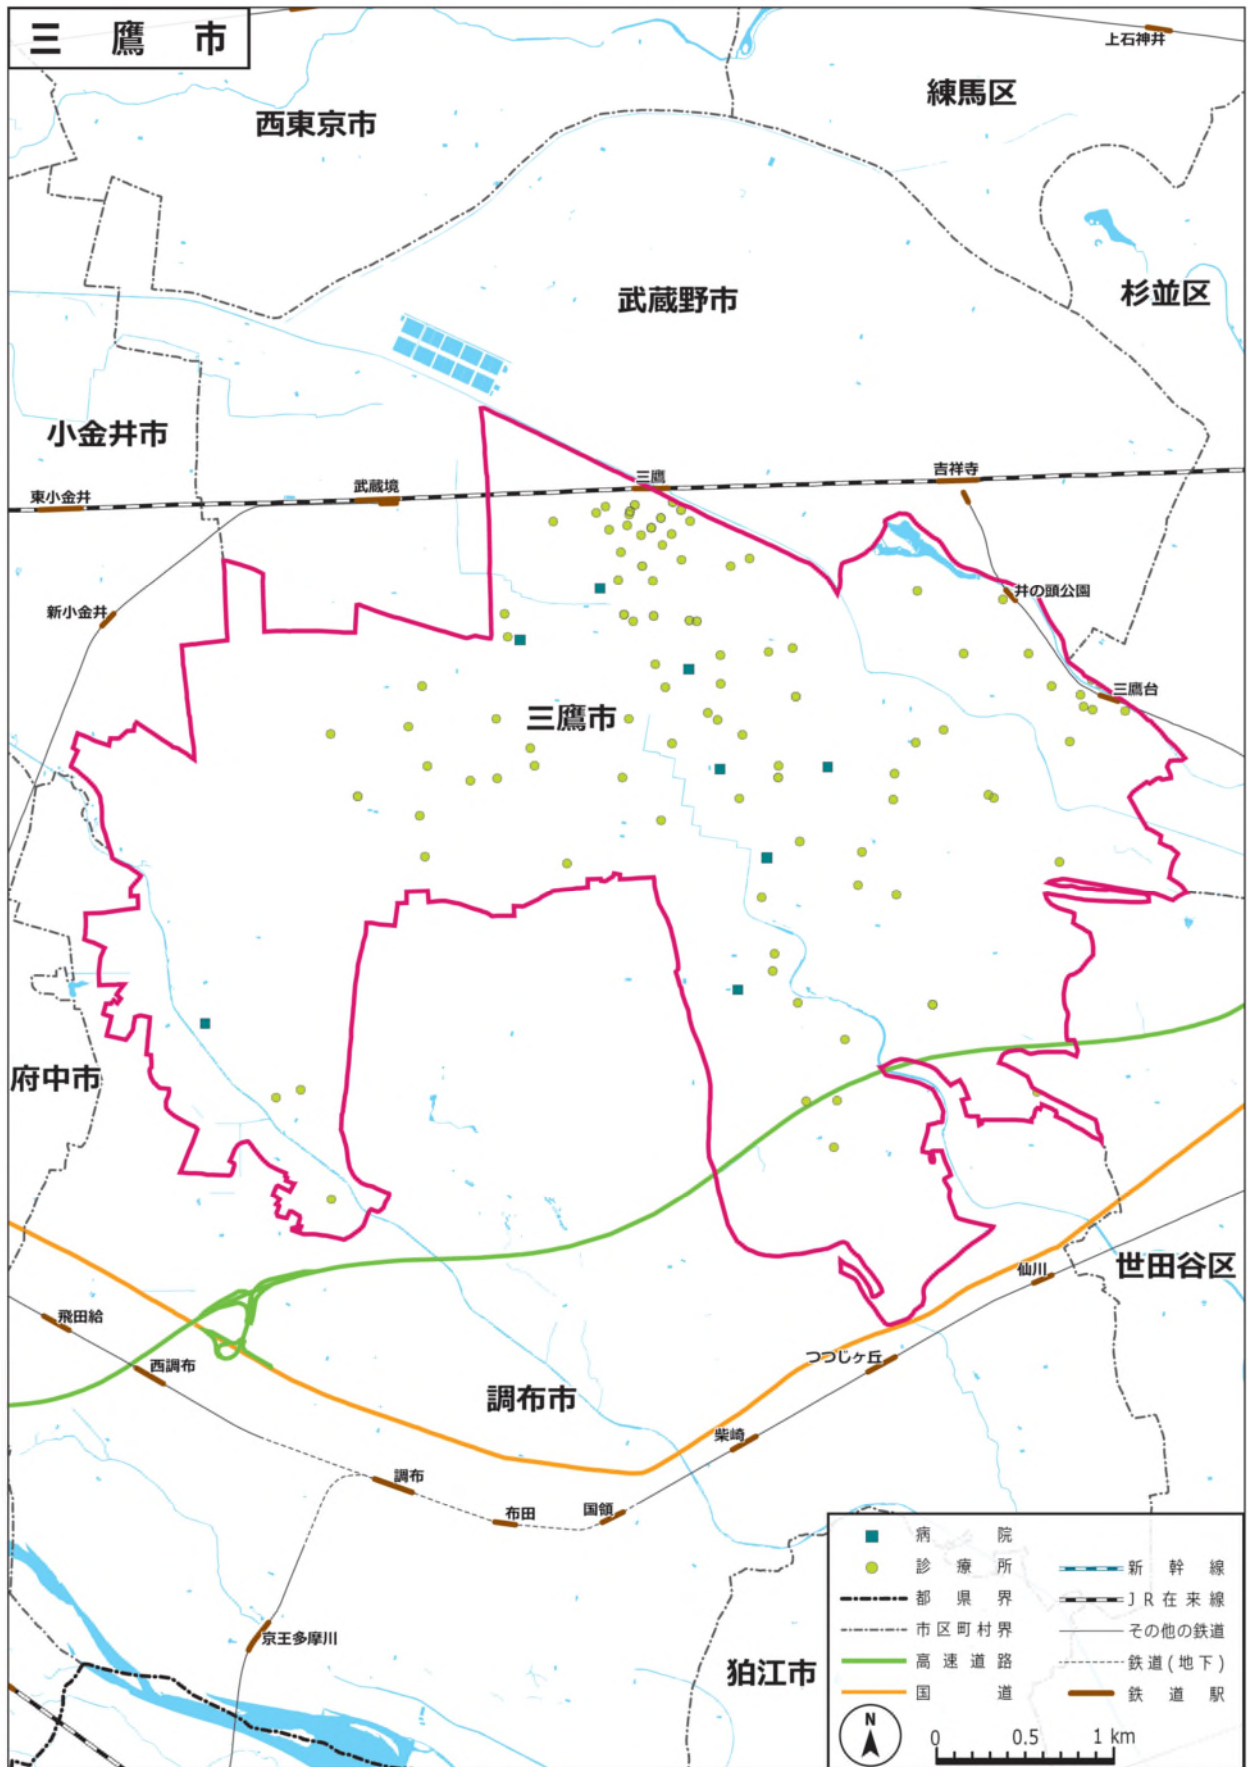 三鷹市
上石神井
練馬区
西東京市
武蔵野市
杉並区
小金井市
三鷹
吉祥寺
武蔵境
東小金井
井の頭公園
新小金井
三鷹台
三鷹市
府中市
世田谷区
仙川
飛田給
つつじヶ丘
西調布
調布市
柴崎
調布
国領
布田
京王多摩川
狛江市
病院
診療所
都県界
市区町村界
高速道路
国道
新幹線
JR在来線
その他の鉄道
鉄道(地下)
鉄道駅
N
0 0.5 1 km